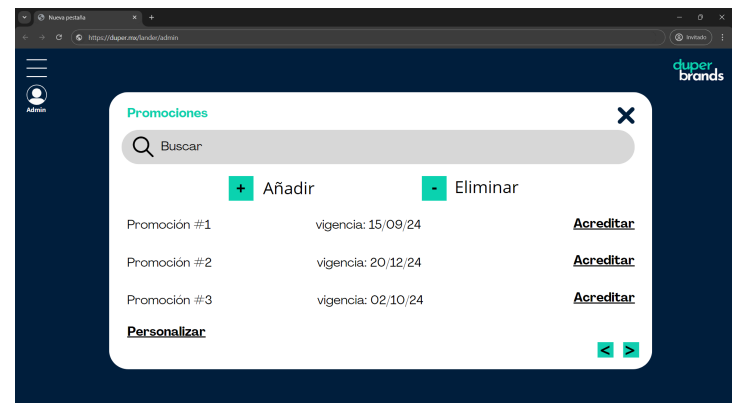 Nueva pestaña
https://duper.mx/lander/admin
Invitado
duper
brands
Admin
Promociones
Buscar
+ Añadir - Eliminar
Promoción #1 vigencia: 15/09/24 Acreditar
Promoción #2 vigencia: 20/12/24 Acreditar
Promoción #3 vigencia: 02/10/24 Acreditar
Personalizar
< >